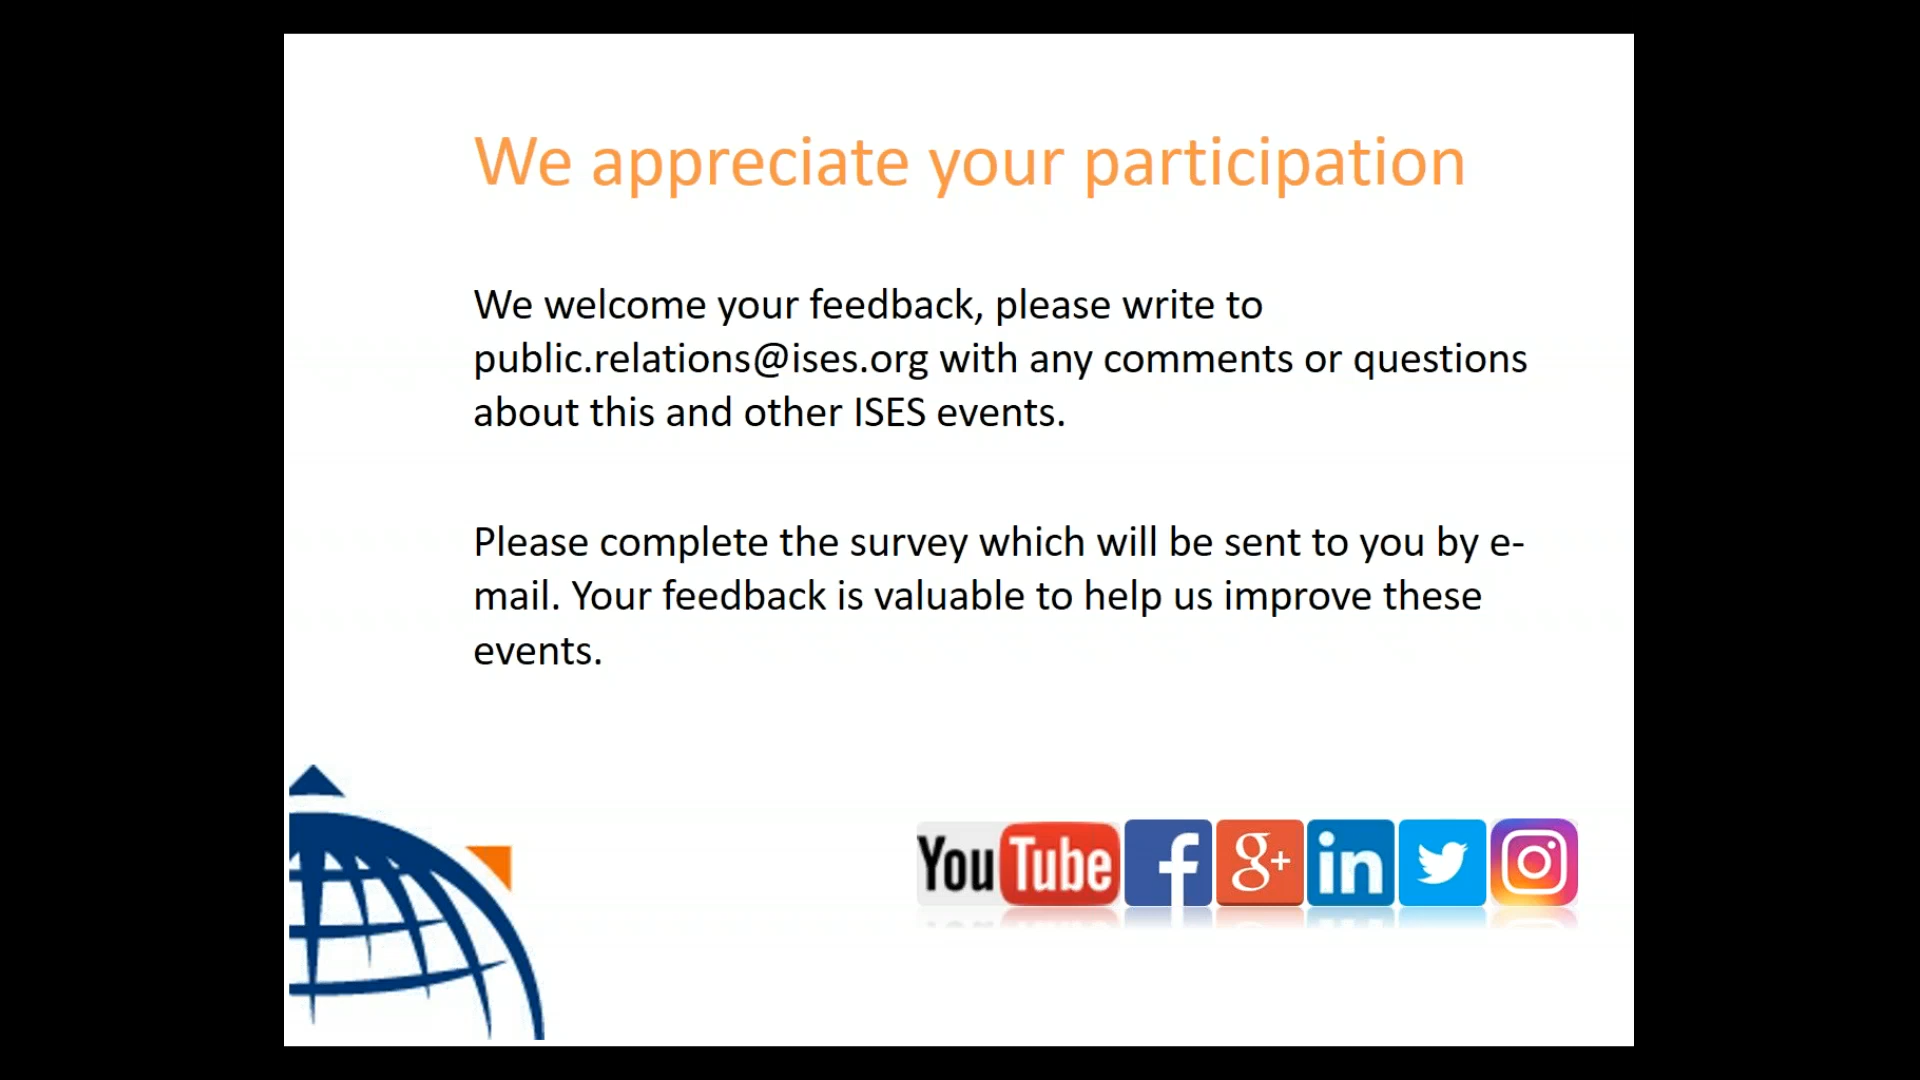 We appreciate your participation
We welcome your feedback, please write to
public.relations@ises.org with any comments or questions
about this and other ISES events.
Please complete the survey which will be sent to you by e-
mail. Your feedback is valuable to help us improve these
events.
YouTube f g+ in